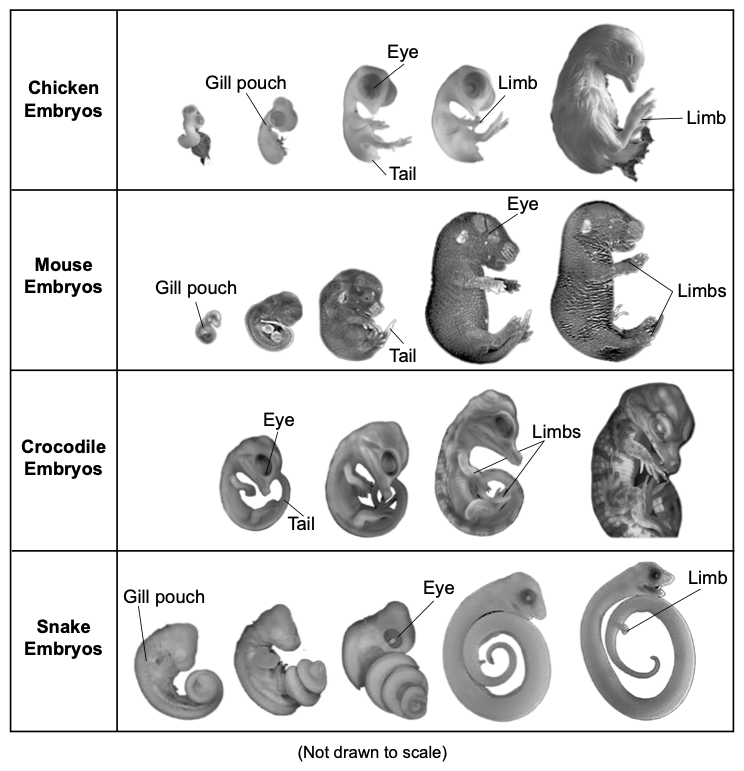 Chicken
Embryos
Gill pouch
Eye
Limb
Tail
Limb
Mouse
Embryos
Gill pouch
Eye
Tail
Limbs
Crocodile
Embryos
Eye
Tail
Limbs
Snake
Embryos
Gill pouch
Eye
Limb
(Not drawn to scale)